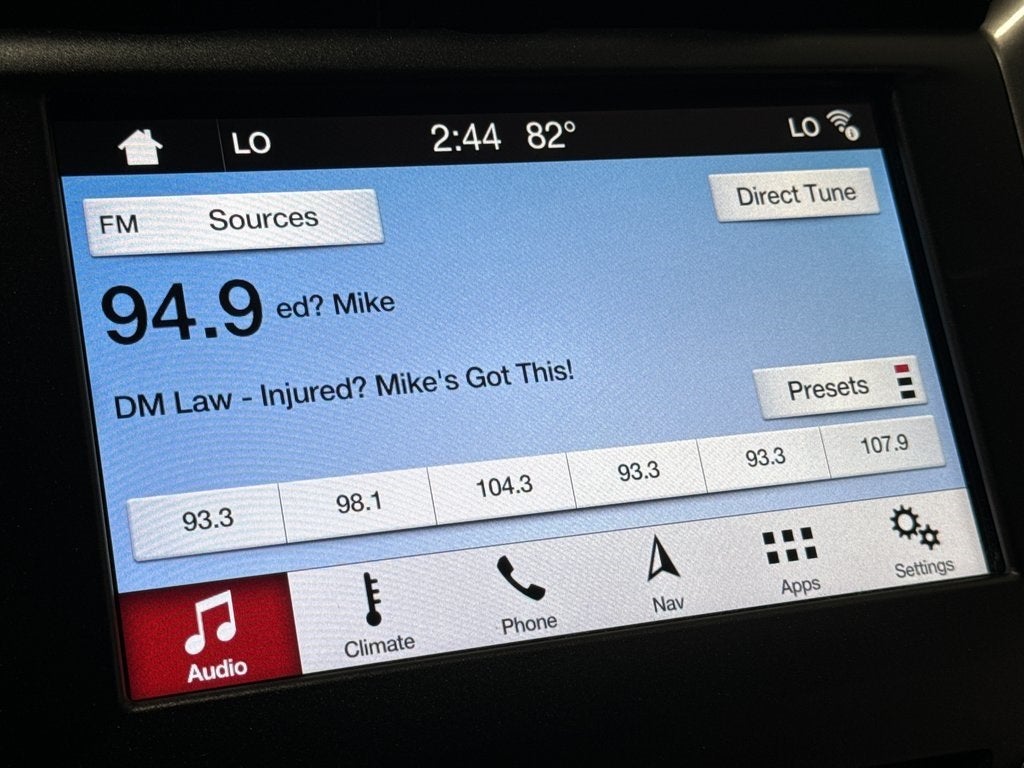 LO 2:44 82° LO
FM Sources Direct Tune
94.9 ed? Mike
DM Law - Injured? Mike's Got This!
Presets
93.3 98.1 104.3 93.3 93.3 107.9
Audio Climate Phone Nav Apps Settings